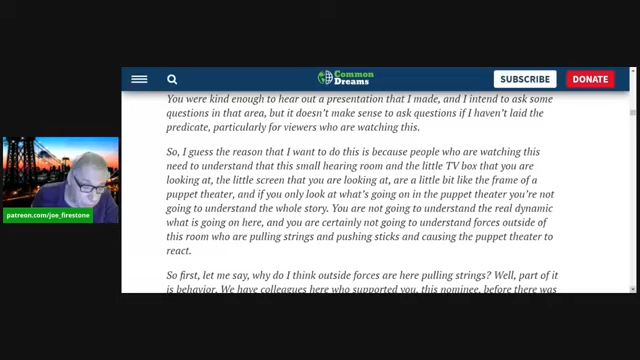 Common
Dreams
SUBSCRIBE
DONATE
You were kind enough to hear out a presentation that I made, and I intend to ask some
questions in that area, but it doesn't make sense to ask questions if I haven't laid the
predicate, particularly for viewers who are watching this.
So, I guess the reason that I want to do this is because people who are watching this
need to understand that this small hearing room and the little TV box that you are
looking at, the little screen that you are looking at, are a little bit like the frame of a
puppet theater, and if you only look at what's going on in the puppet theater you're not
going to understand the whole story. You are not going to understand the real dynamic
what is going on here, and you are certainly not going to understand forces outside of
this room who are pulling strings and pushing sticks and causing the puppet theater to
react.
So first, let me say, why do I think outside forces are here pulling strings? Well, part of it
is behavior. We have colleagues here who supported you, this nominee, before there was
patreon.com/joe_firestone